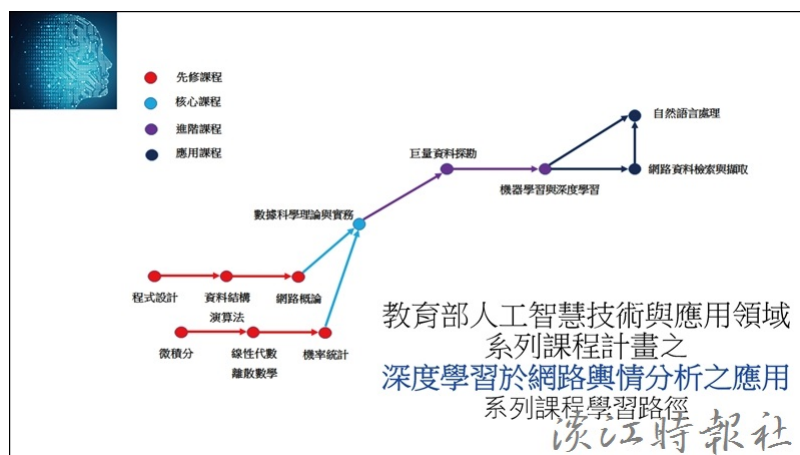 先修課程
核心課程
進階課程
應用課程
自然語言處理
巨量資料探勘
網路資料檢索與擷取
機器學習與深度學習
數據科學理論與實務
程式設計
資料結構
演算法
網路概論
微積分
線性代數
離散數學
機率統計
教育部人工智慧技術與應用領域
系列課程計畫之
深度學習於網路輿情分析之應用
系列課程學習路徑
淡江時報社